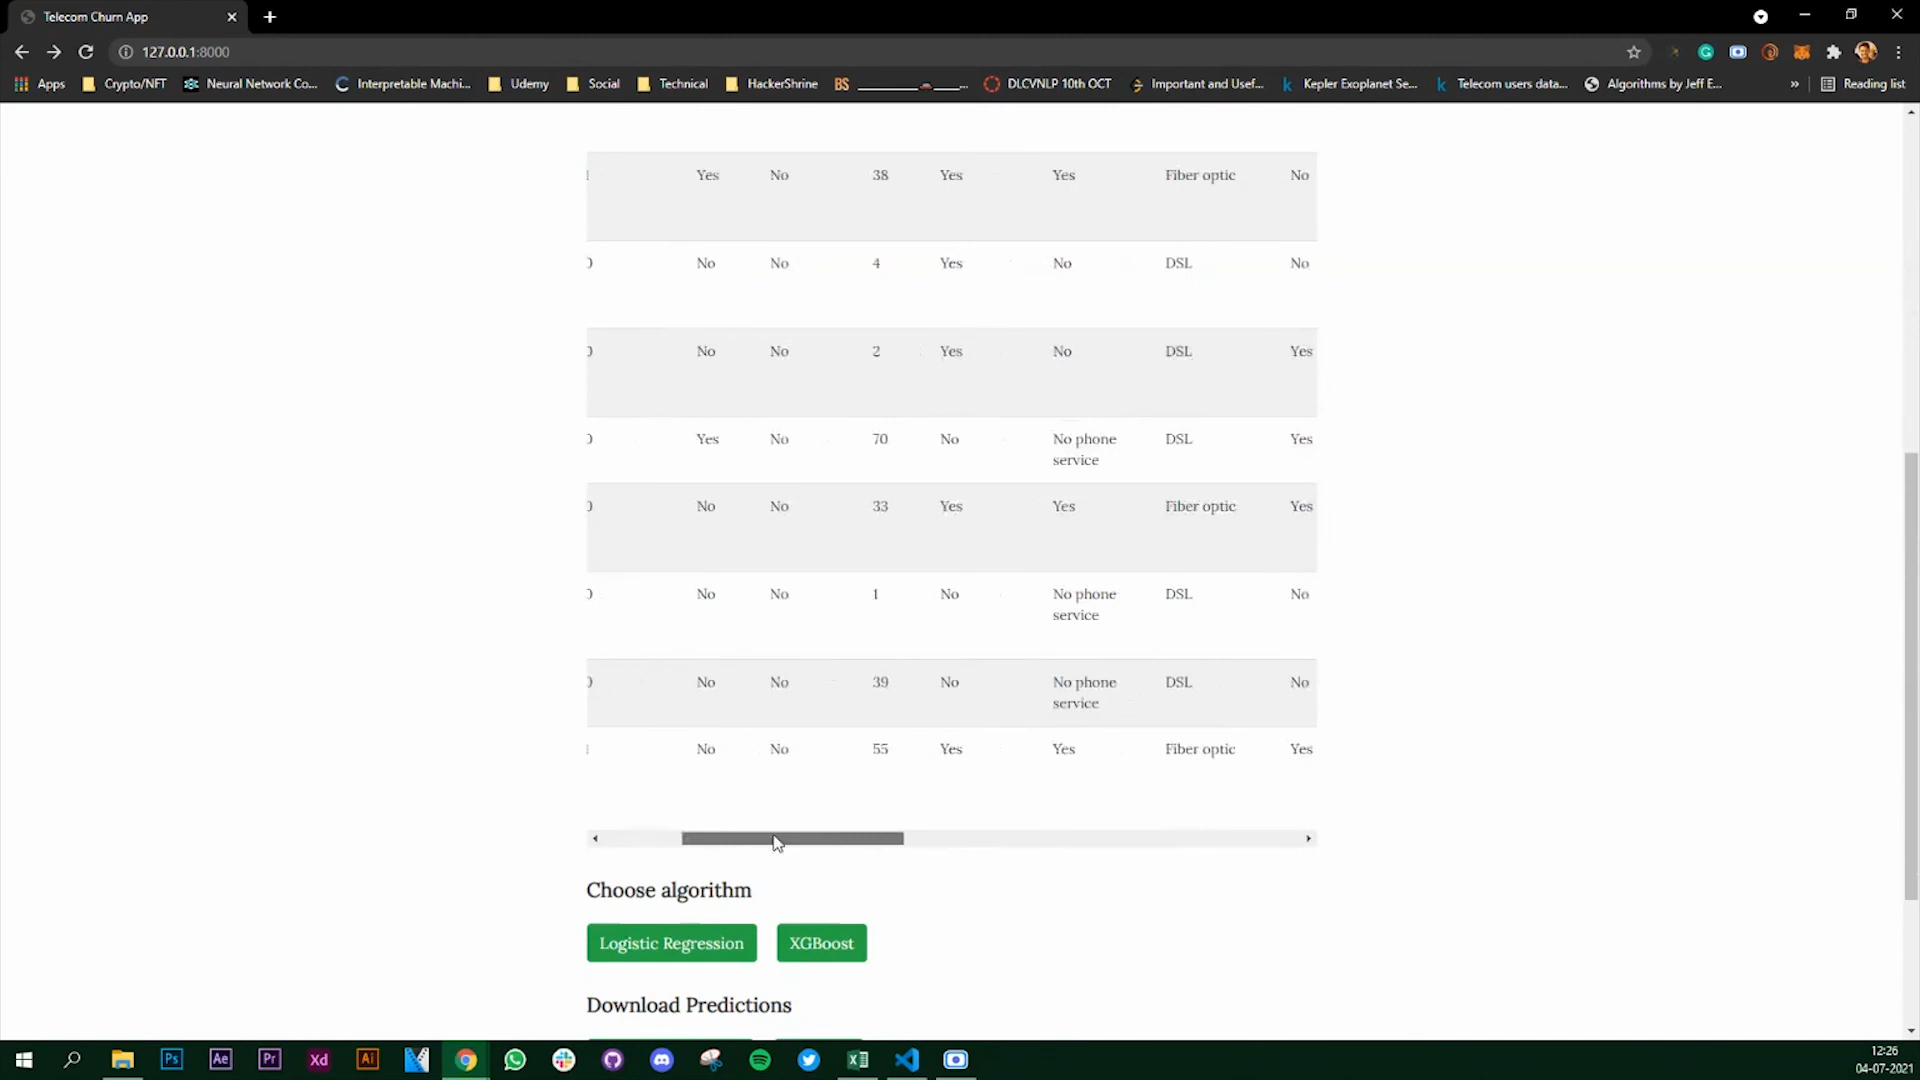 Telecom Churn App
127.0.0.1:8000
Apps Crypto/NFT Neural Network Co... Interpretable Machi... Udemy Social Technical HackerShrine BS DLCVNLP 10th OCT Important and Usef... Kepler Exoplanet Se... Telecom users data... Algorithms by Jeff E... » Reading list
Yes No 38 Yes Yes Fiber optic No
No No 4 Yes No DSL No
No No 2 Yes No DSL Yes
Yes No 70 No No phone service DSL Yes
No No 33 Yes Yes Fiber optic Yes
No No 1 No No phone service DSL No
No No 39 No No phone service DSL No
No No 55 Yes Yes Fiber optic Yes
Choose algorithm
Logistic Regression XGBoost
Download Predictions
Ps Ae Pr Xd Ai
12:26
04-07-2021